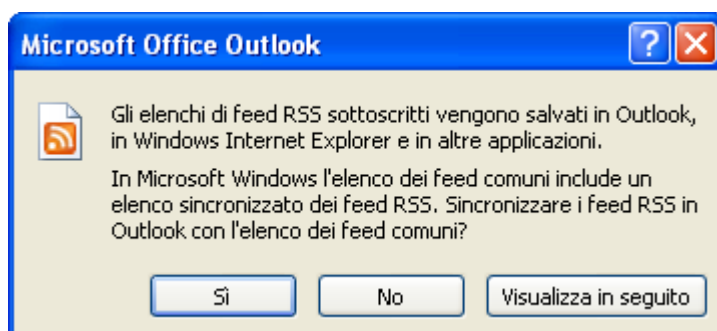 Microsoft Office Outlook
Gli elenchi di feed RSS sottoscritti vengono salvati in Outlook,
in Windows Internet Explorer e in altre applicazioni.
In Microsoft Windows l'elenco dei feed comuni include un
elenco sincronizzato dei feed RSS. Sincronizzare i feed RSS in
Outlook con l'elenco dei feed comuni?
Sì No Visualizza in seguito